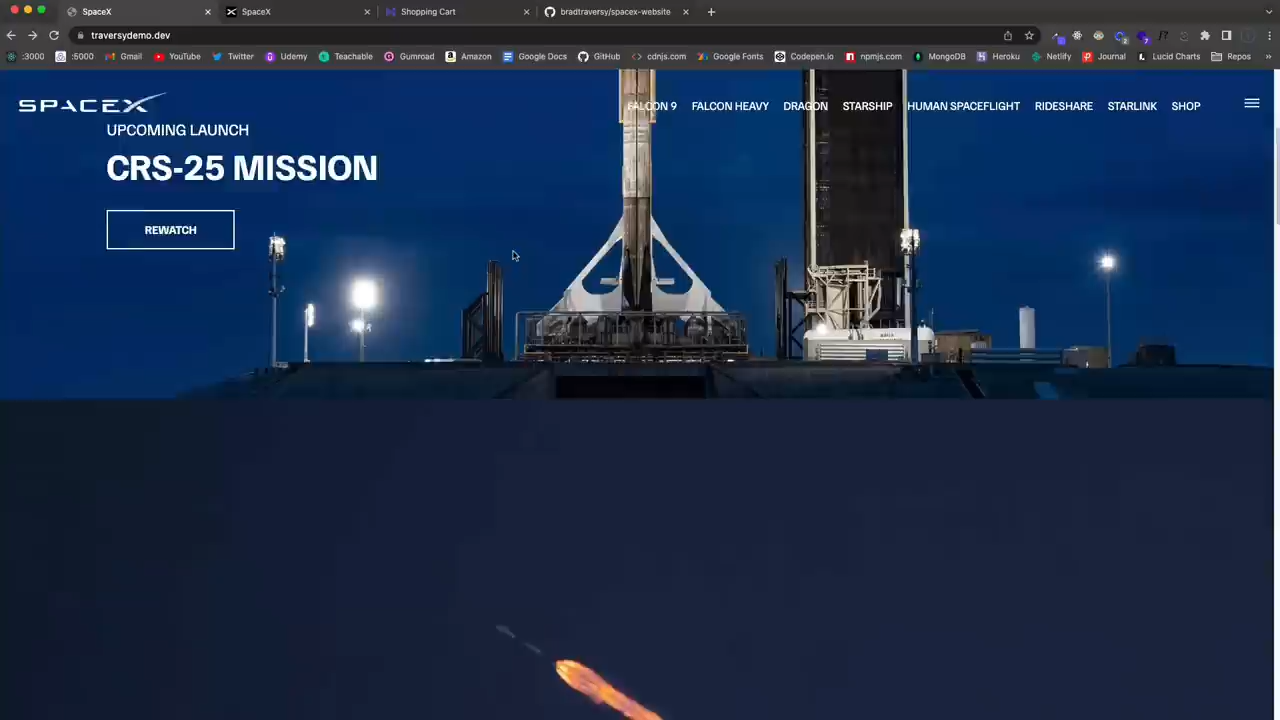 SpaceX
SpaceX
Shopping Cart
bradtraversy/spacex-website
traversydemo.dev
:3000
:5000
Gmail
YouTube
Twitter
Udemy
Teachable
Gumroad
Amazon
Google Docs
GitHub
cdnjs.com
Google Fonts
Codepen.io
npmjs.com
MongoDB
Heroku
Netlify
Journal
Lucid Charts
Repos
SPACEX
FALCON 9
FALCON HEAVY
DRAGON
STARSHIP
HUMAN SPACEFLIGHT
RIDESHARE
STARLINK
SHOP
UPCOMING LAUNCH
CRS-25 MISSION
REWATCH